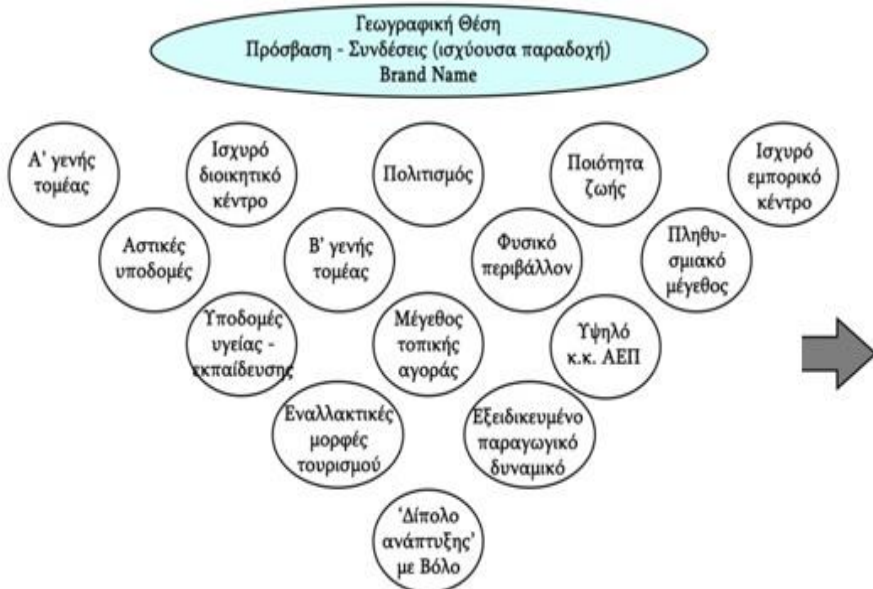 Γεωγραφική Θέση
Πρόσβαση - Συνδέσεις (ισχύουσα παραδοχή)
Brand Name
Α' γενής
τομέας
Ισχυρό
διοικητικό
κέντρο
Πολιτισμός
Ποιότητα
ζωής
Ισχυρό
εμπορικό
κέντρο
Αστικές
υποδομές
Β' γενής
τομέας
Φυσικό
περιβάλλον
Πληθυ-
σμιακό
μέγεθος
Υποδομές
υγείας -
εκπαίδευσης
Μέγεθος
τοπικής
αγοράς
Υψηλό
κ.κ. ΑΕΠ
Εναλλακτικές
μορφές
τουρισμού
Εξειδικευμένο
παραγωγικό
δυναμικό
'Δίπολο
ανάπτυξης'
με Βόλο